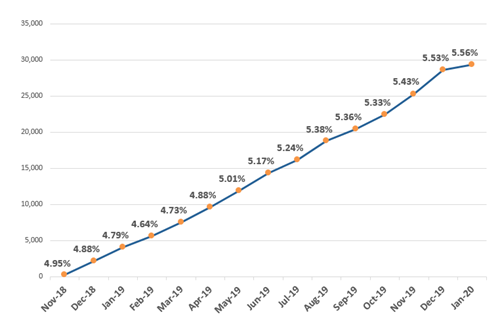 35,000
30,000
25,000
20,000
15,000
10,000
5,000
0
4.95%
4.88%
4.79%
4.64%
4.73%
4.88%
5.01%
5.17%
5.24%
5.38%
5.36%
5.33%
5.43%
5.53%
5.56%
Nov-18
Dec-18
Jan-19
Feb-19
Mar-19
Apr-19
May-19
Jun-19
Jul-19
Aug-19
Sep-19
Oct-19
Nov-19
Dec-19
Jan-20